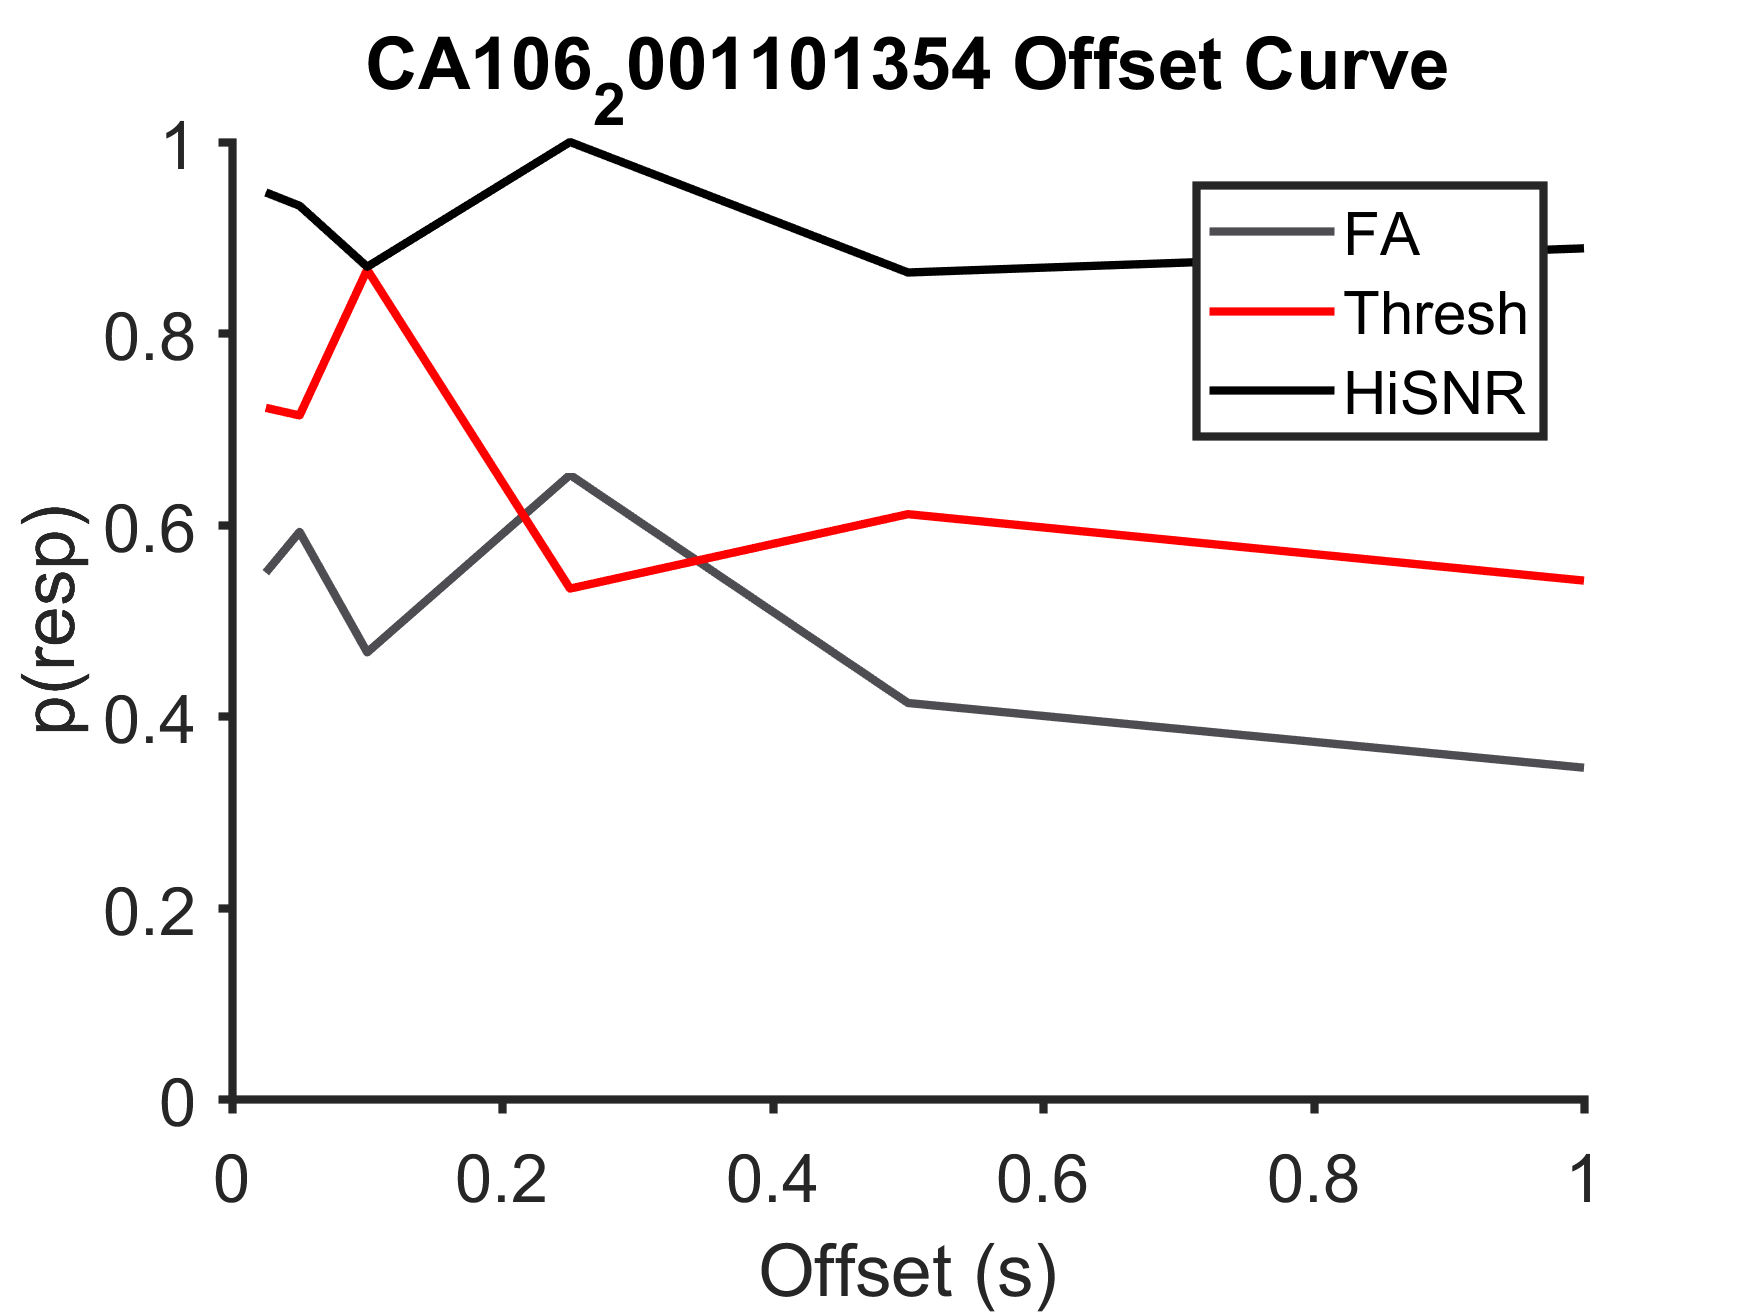 CA106₂001101354 Offset Curve
1
0.8
0.6
0.4
0.2
0
p(resp)
FA
Thresh
HiSNR
0 0.2 0.4 0.6 0.8 1
Offset (s)